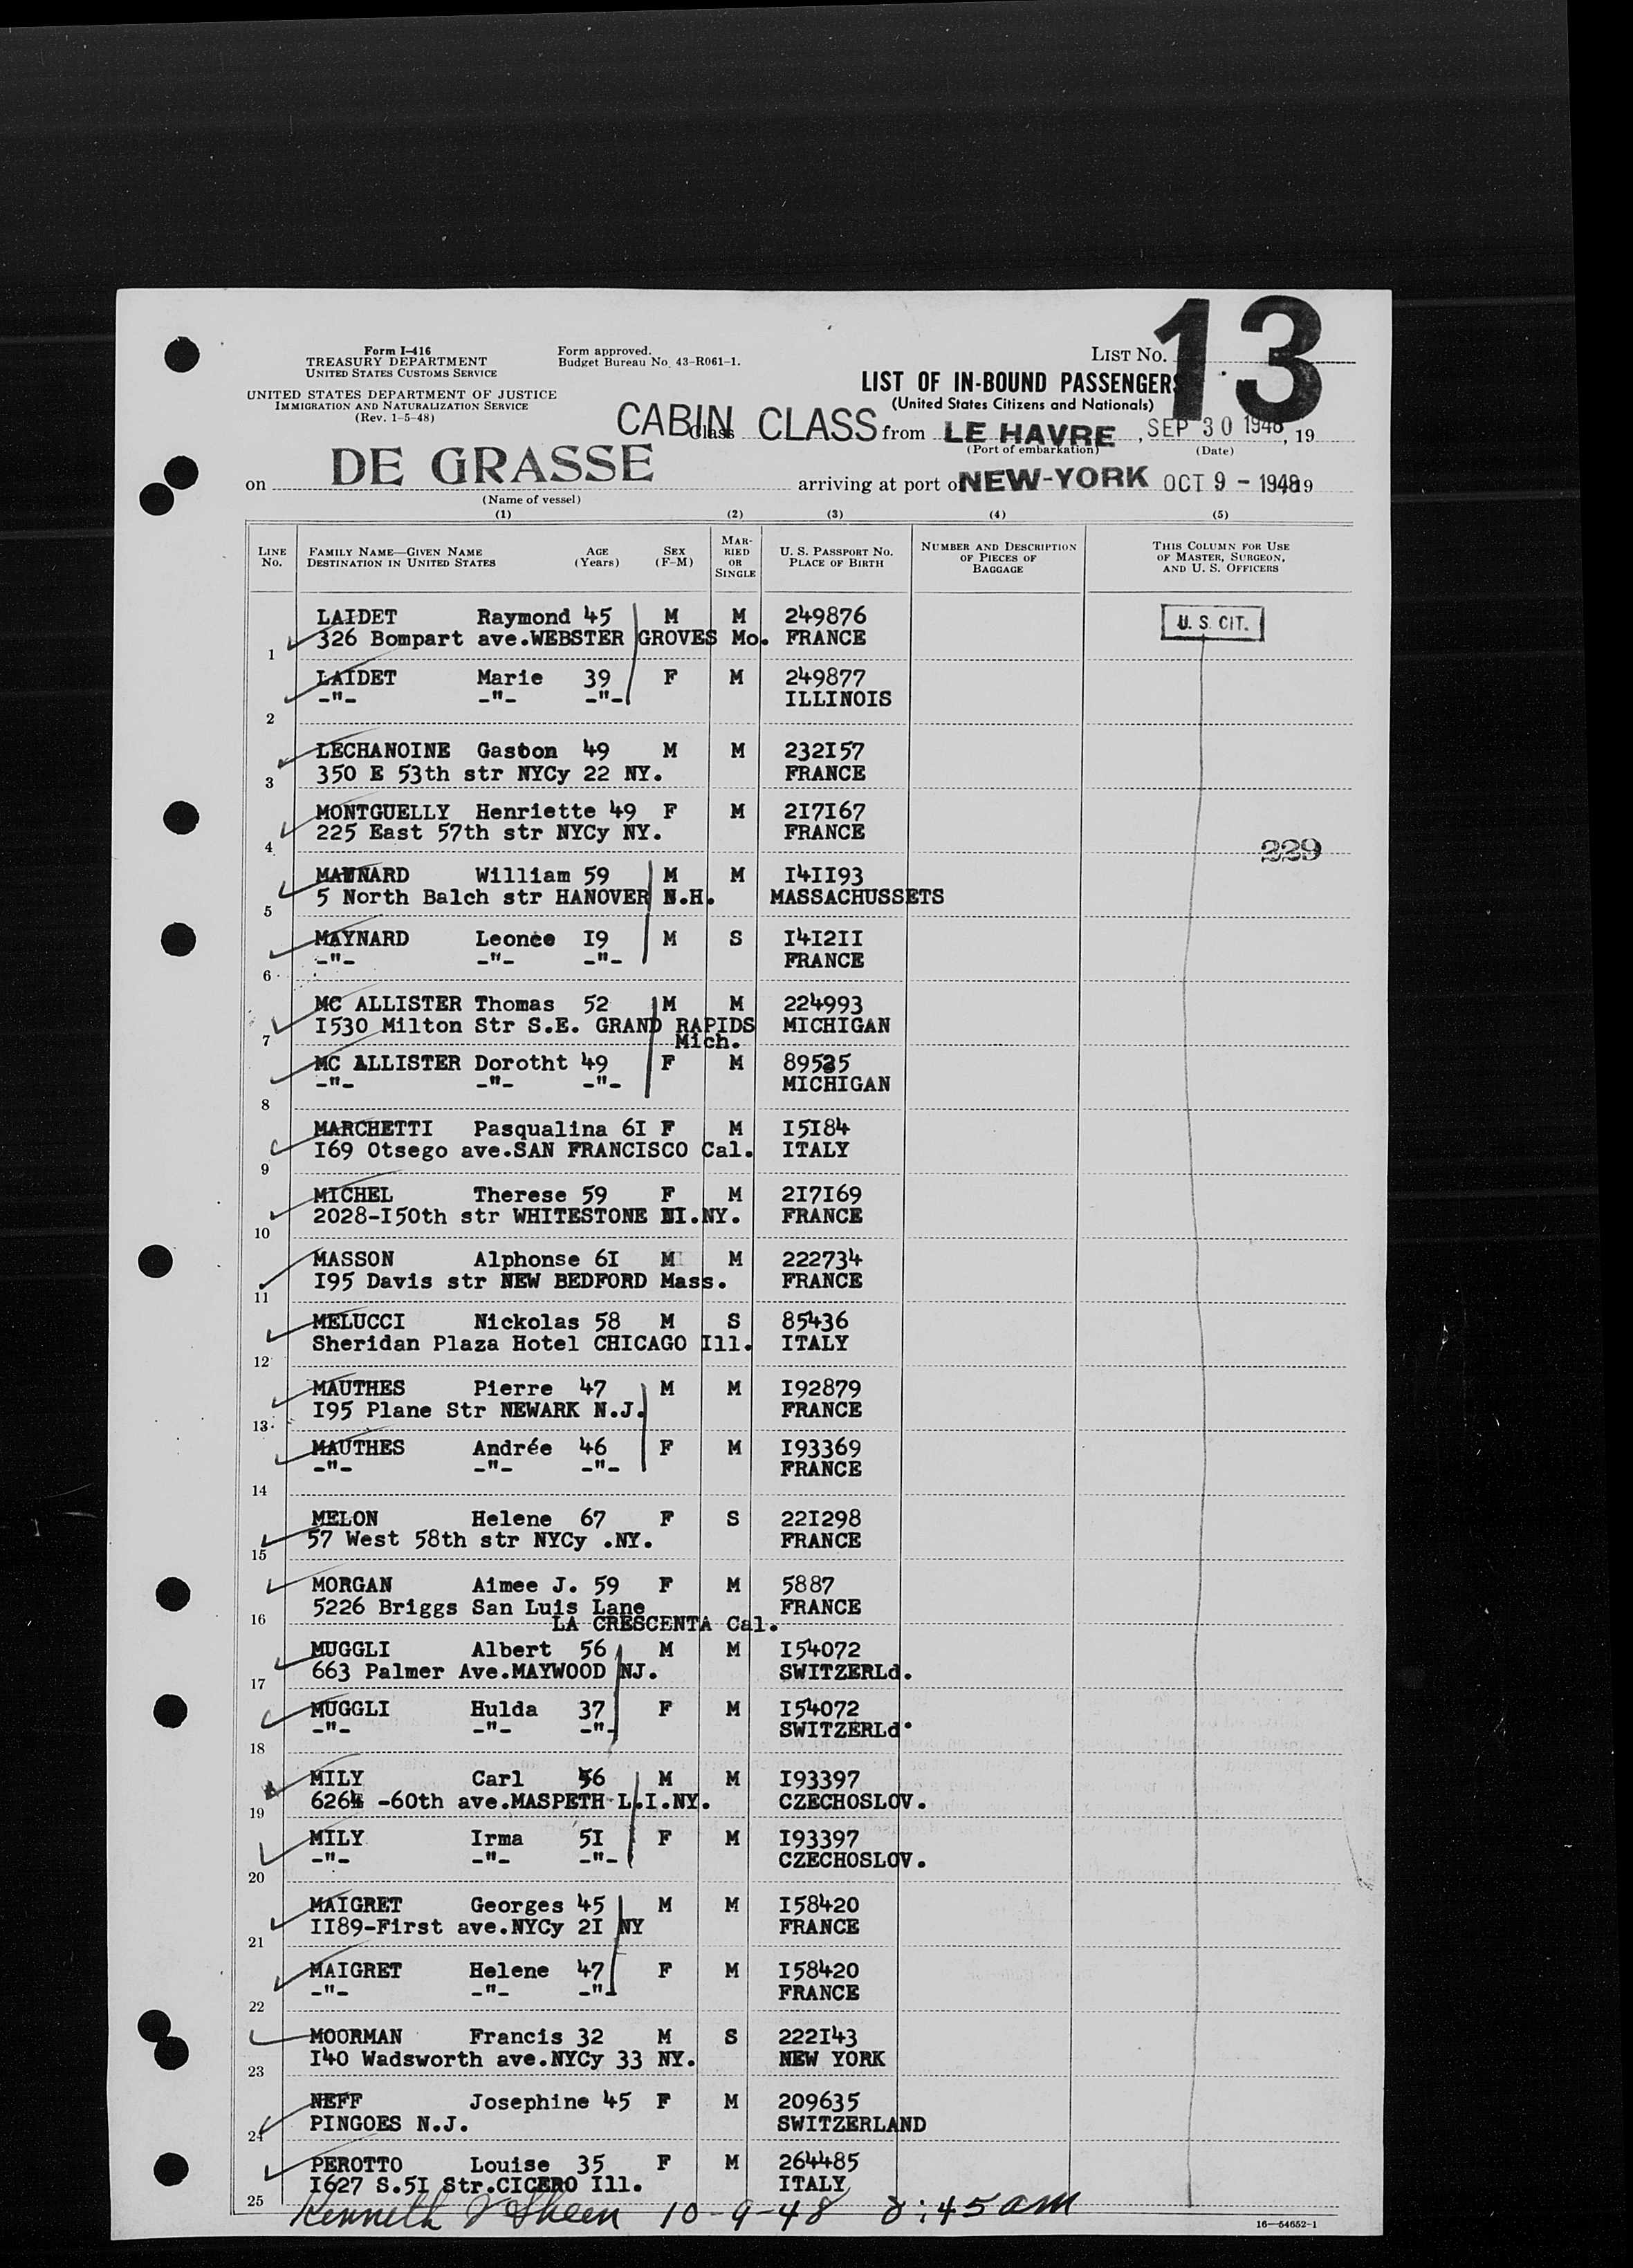 13
Form I-416
TREASURY DEPARTMENT
UNITED STATES CUSTOMS SERVICE
Form approved.
Budget Bureau No. 43-R061-1.
LIST NO.
UNITED STATES DEPARTMENT OF JUSTICE
IMMIGRATION AND NATURALIZATION SERVICE
(Rev. 1-5-48)
LIST OF IN-BOUND PASSENGERS
(United States Citizens and Nationals)
CABIN CLASS Class from LE HAVRE, SEP 30 1948, 19
(Port of embarkation) (Date)
on DE GRASSE arriving at port of NEW-YORK OCT 9 - 1948 19
(Name of vessel)
(1) (2) (3) (4) (5)
LINE No. FAMILY NAME—GIVEN NAME DESTINATION IN UNITED STATES AGE (Years) SEX (F-M) MARRIED OR SINGLE U. S. PASSPORT NO. PLACE OF BIRTH NUMBER AND DESCRIPTION OF PIECES OF BAGGAGE THIS COLUMN FOR USE OF MASTER, SURGEON, AND U. S. OFFICERS
LAIDET Raymond 45 M M 249876 U. S. CIT.
1 326 Bompart ave.WEBSTER GROVES Mo. FRANCE
LAIDET Marie 39 F M 249877
-"- -"- -"- ILLINOIS
2
LECHANOINE Gaston 49 M M 232I57
3 350 E 53th str NYCy 22 NY. FRANCE
MONTGUELLY Henriette 49 F M 2I7I67
225 East 57th str NYCy NY. FRANCE
4 229
MAYNARD William 59 M M I4II93
5 North Balch str HANOVER N.H. MASSACHUSSETS
5
MAYNARD Leonce I9 M S I4I2II
-"- -"- -"- FRANCE
6
MC ALLISTER Thomas 52 M M 224993
I530 Milton Str S.E. GRAND RAPIDS MICHIGAN
7 Mich.
MC ALLISTER Dorotht 49 F M 89535
-"- -"- -"- MICHIGAN
8
MARCHETTI Pasqualina 6I F M I5I84
I69 Otsego ave.SAN FRANCISCO Cal. ITALY
9
MICHEL Therese 59 F M 2I7I69
2028-I50th str WHITESTONE LI.NY. FRANCE
10
MASSON Alphonse 6I M M 222734
I95 Davis str NEW BEDFORD Mass. FRANCE
11
MELUCCI Nickolas 58 M S 85436
Sheridan Plaza Hotel CHICAGO Ill. ITALY
12
MAUTHES Pierre 47 M M I92879
I95 Plane Str NEWARK N.J. FRANCE
13
MAUTHES Andrée 46 F M I93369
-"- -"- -"- FRANCE
14
MELON Helene 67 F S 22I298
57 West 58th str NYCy .NY. FRANCE
15
MORGAN Aimee J. 59 F M 5887
5226 Briggs San Luis Lane FRANCE
16 LA CRESCENTA Cal.
MUGGLI Albert 56 M M I54072
663 Palmer Ave.MAYWOOD NJ. SWITZERLd.
17
MUGGLI Hulda 37 F M I54072
-"- -"- -"- SWITZERLd.
18
MILY Carl 56 M M I93397
6264 -60th ave.MASPETH L.I.NY. CZECHOSLOV.
19
MILY Irma 5I F M I93397
-"- -"- -"- CZECHOSLOV.
20
MAIGRET Georges 45 M M I58420
II89-First ave.NYCy 2I NY FRANCE
21
MAIGRET Helene 47 F M I58420
-"- -"- -"- FRANCE
22
MOORMAN Francis 32 M S 222I43
I40 Wadsworth ave.NYCy 33 NY. NEW YORK
23
NEFF Josephine 45 F M 209635
PINGOES N.J. SWITZERLAND
24
PEROTTO Louise 35 F M 264485
I627 S.5I Str.CICERO Ill. ITALY
25
Kenneth J Sheen 10-9-48 8:45 am
16—54652-1